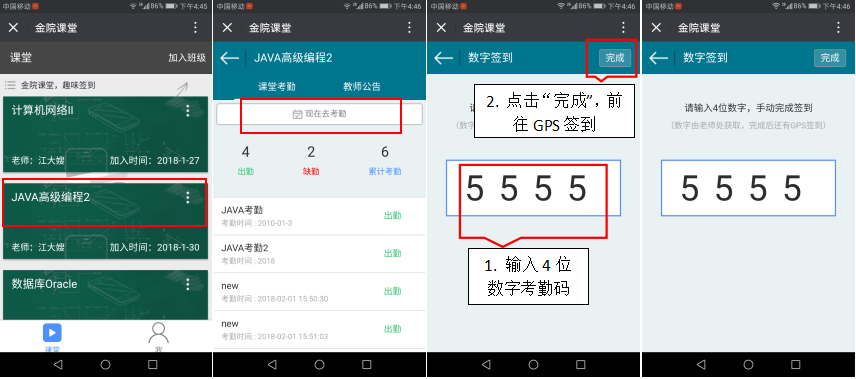 中国移动 86% 下午4:45
金院课堂
课堂 加入班级
金院课堂，趣味签到
计算机网络II
老师：江大嫂 加入时间：2018-1-27
JAVA高级编程2
老师：江大嫂 加入时间：2018-1-30
数据库Oracle
课堂 我
中国移动 86% 下午4:46
金院课堂
JAVA高级编程2
课堂考勤 教师公告
现在去考勤
4 2 6
出勤 缺勤 累计考勤
JAVA考勤
考勤时间：2010-01-3
出勤
JAVA考勤2
考勤时间：2018
出勤
new
考勤时间：2018-02-01 15:50:30
出勤
new
考勤时间：2018-02-01 15:51:03
出勤
中国移动 86% 下午4:46
金院课堂
数字签到 完成
2. 点击“完成”，前
往 GPS 签到
5 5 5 5
1. 输入 4 位
数字考勤码
中国移动 86% 下午4:46
金院课堂
数字签到 完成
请输入4位数字，手动完成签到
（数字由老师处获取，完成后还有GPS签到）
5 5 5 5